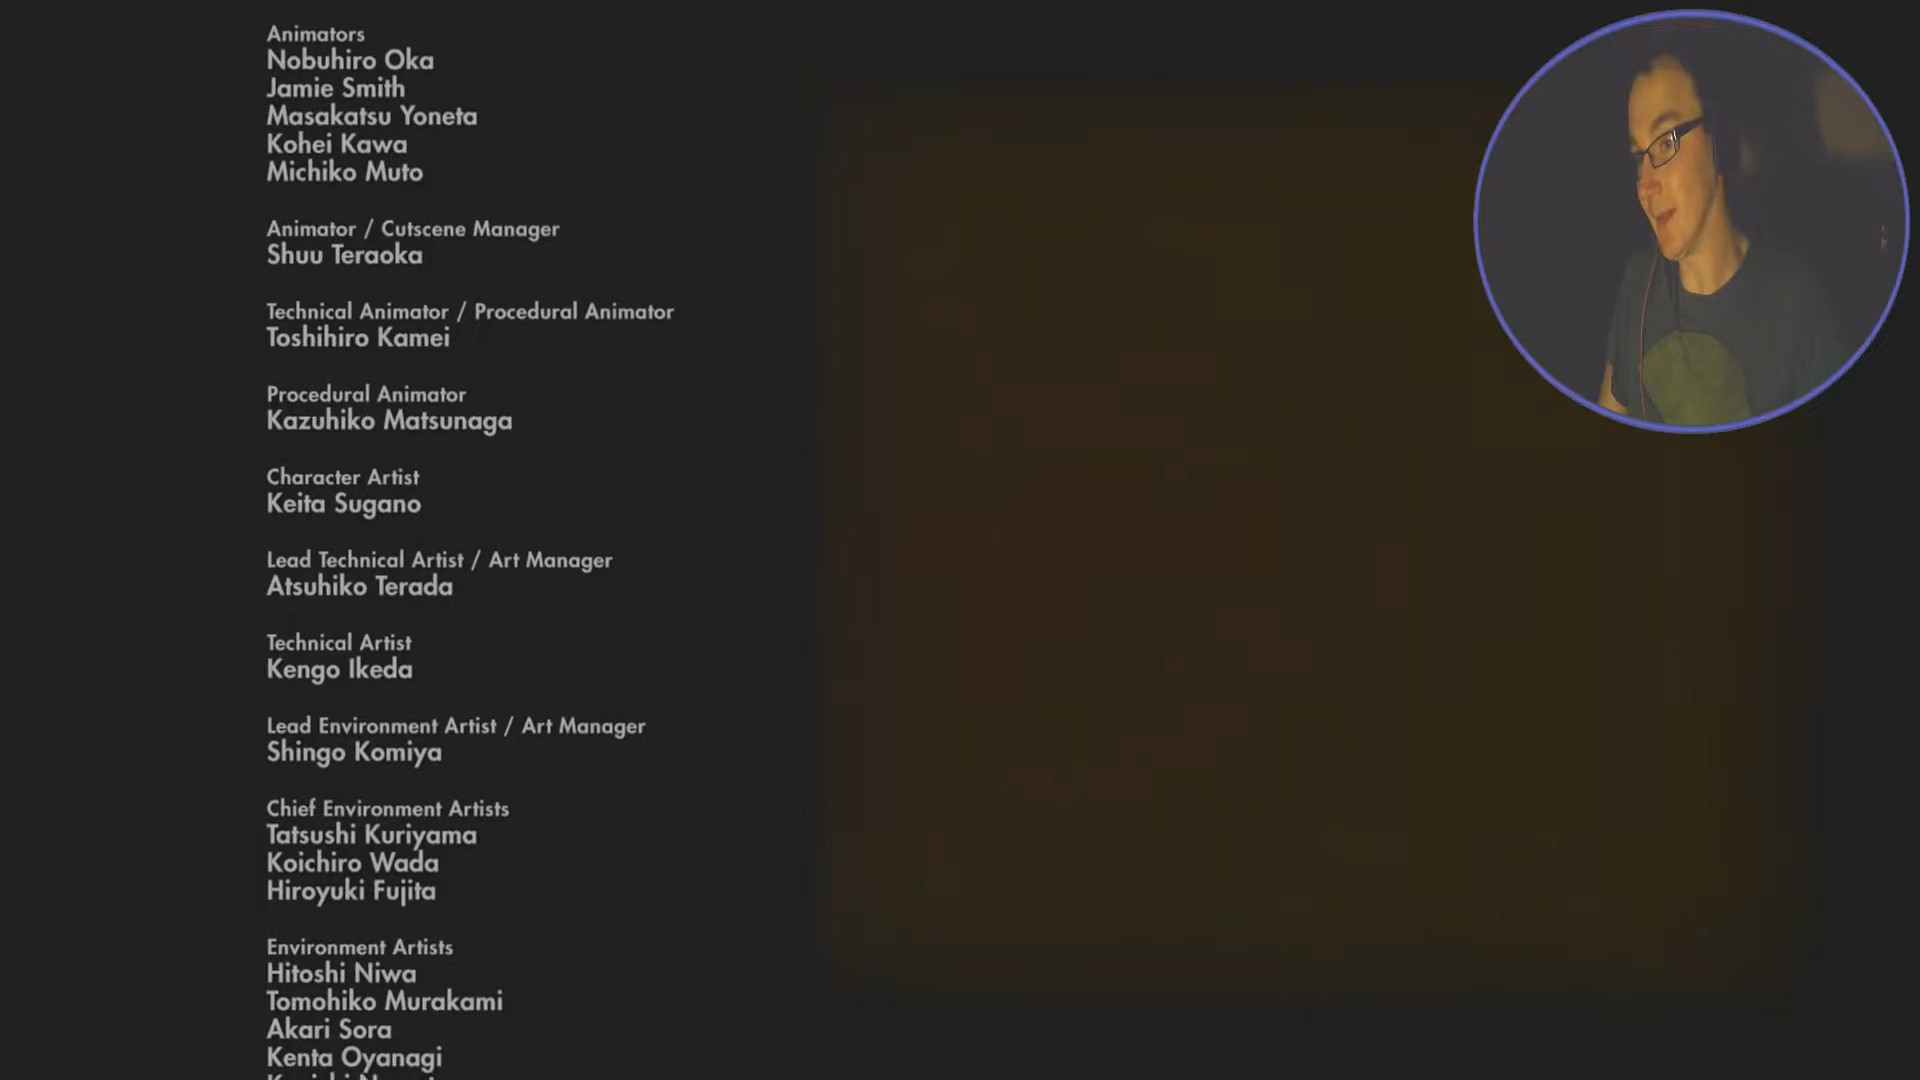 Animators
Nobuhiro Oka
Jamie Smith
Masakatsu Yoneta
Kohei Kawa
Michiko Muto
Animator / Cutscene Manager
Shuu Teraoka
Technical Animator / Procedural Animator
Toshihiro Kamei
Procedural Animator
Kazuhiko Matsunaga
Character Artist
Keita Sugano
Lead Technical Artist / Art Manager
Atsuhiko Terada
Technical Artist
Kengo Ikeda
Lead Environment Artist / Art Manager
Shingo Komiya
Chief Environment Artists
Tatsushi Kuriyama
Koichiro Wada
Hiroyuki Fujita
Environment Artists
Hitoshi Niwa
Tomohiko Murakami
Akari Sora
Kenta Oyanagi